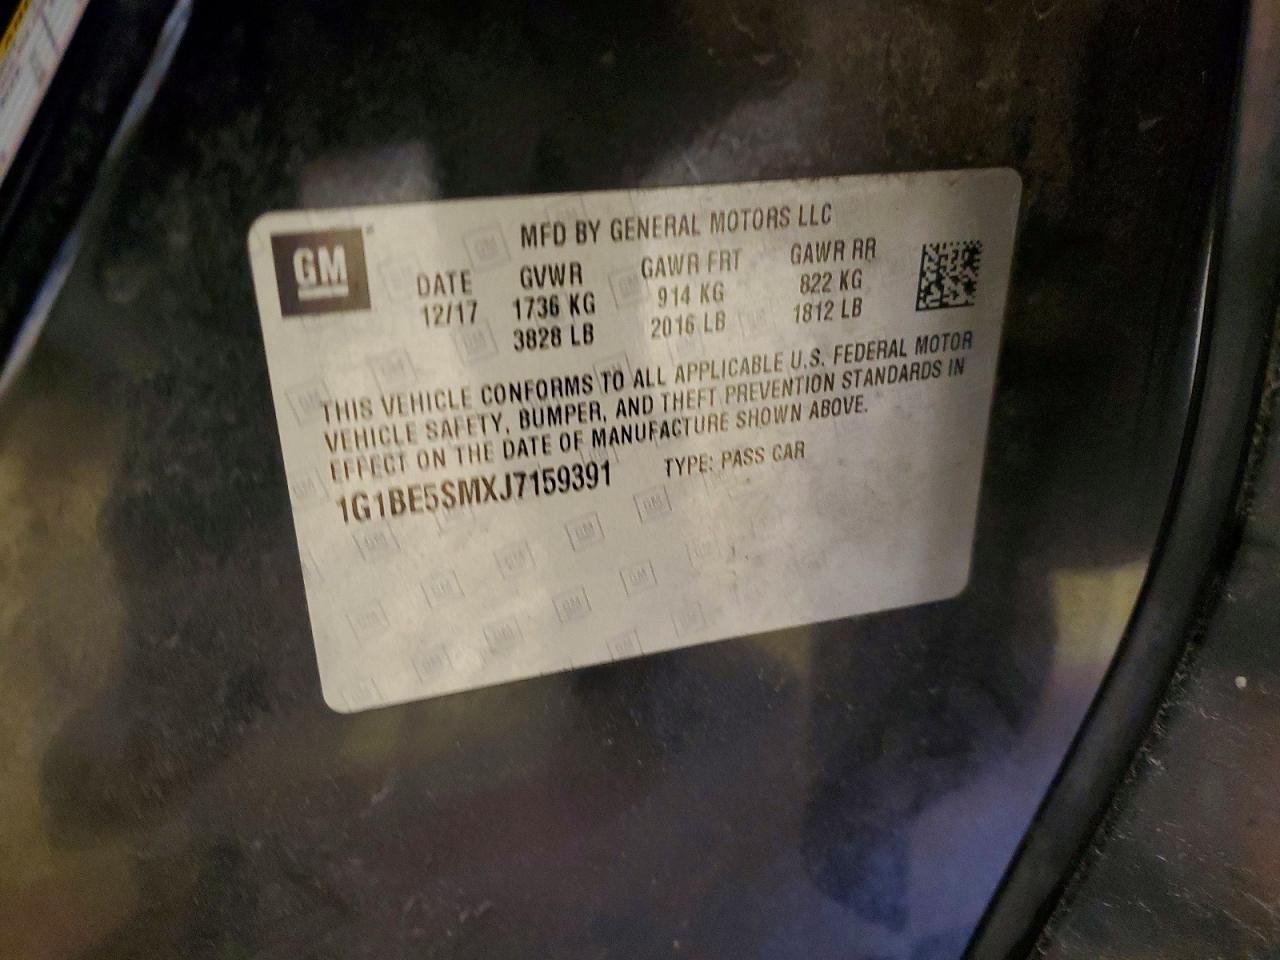 GM
MFD BY GENERAL MOTORS LLC
DATE GVWR GAWR FRT GAWR RR
12/17 1736 KG 914 KG 822 KG
3828 LB 2016 LB 1812 LB
THIS VEHICLE CONFORMS TO ALL APPLICABLE U.S. FEDERAL MOTOR
VEHICLE SAFETY, BUMPER, AND THEFT PREVENTION STANDARDS IN
EFFECT ON THE DATE OF MANUFACTURE SHOWN ABOVE.
1G1BE5SMXJ7159391 TYPE: PASS CAR